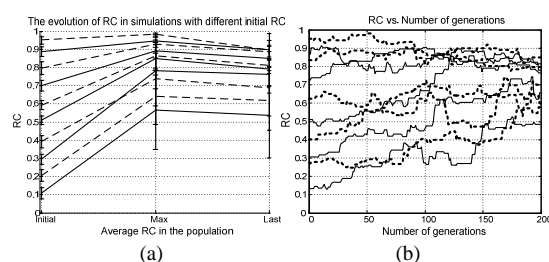 The evolution of RC in simulations with different initial RC
1
0.9
0.8
0.7
0.6
0.5
0.4
0.3
0.2
0.1
0
RC
Initial
Max
Last
Average RC in the population
(a)
RC vs. Number of generations
1
0.9
0.8
0.7
0.6
0.5
0.4
0.3
0.2
0.1
0
RC
0
50
100
150
200
Number of generations
(b)